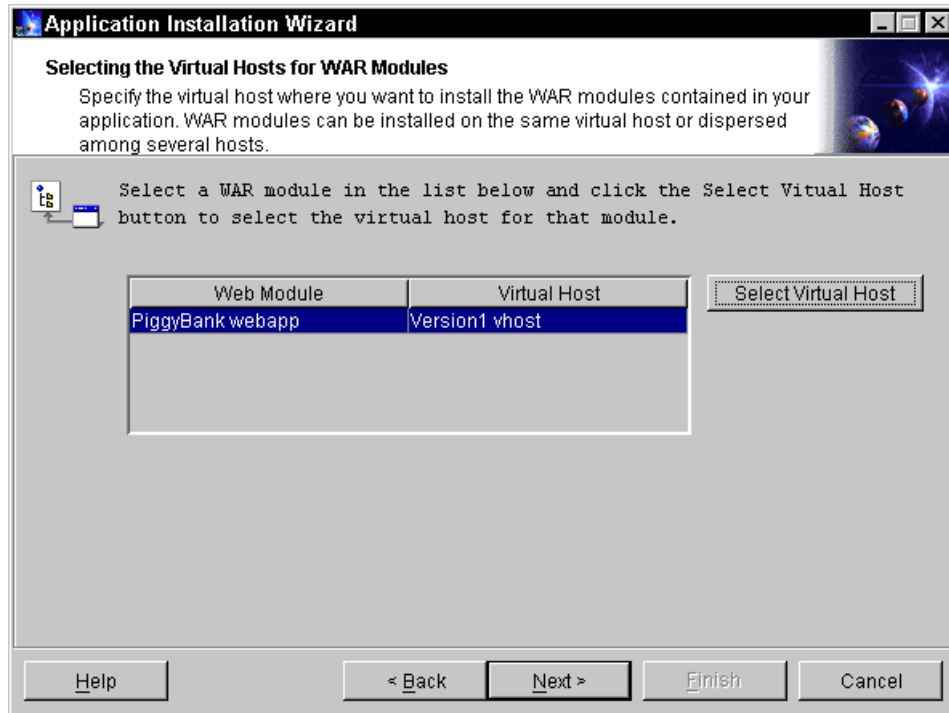 Application Installation Wizard
Selecting the Virtual Hosts for WAR Modules
Specify the virtual host where you want to install the WAR modules contained in your
application. WAR modules can be installed on the same virtual host or dispersed
among several hosts.
Select a WAR module in the list below and click the Select Vitual Host
button to select the virtual host for that module.
Web Module Virtual Host Select Virtual Host
PiggyBank webapp Version1 vhost
Help < Back Next > Finish Cancel